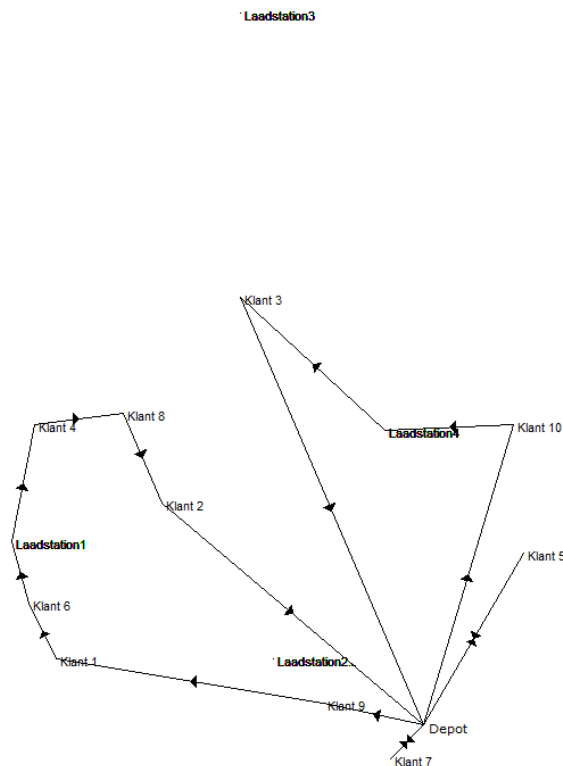 Laadstation3
Klant 3
Klant 4
Klant 8
Laadstation4
Klant 10
Klant 2
Laadstation1
Klant 5
Klant 6
Klant 1
Laadstation2
Klant 9
Depot
Klant 7